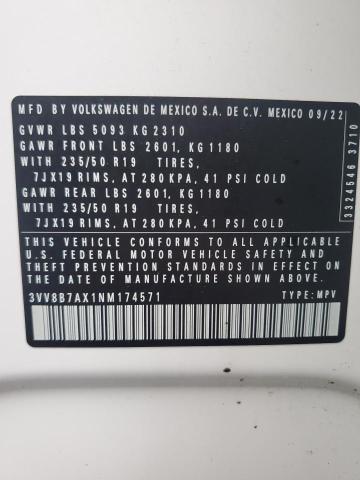 MFD BY VOLKSWAGEN DE MEXICO S.A. DE C.V. MEXICO 09/22
GVWR LBS 5093 KG 2310
GAWR FRONT LBS 2601, KG 1180
WITH 235/50 R19 TIRES,
7JX19 RIMS, AT 280 KPA, 41 PSI COLD
GAWR REAR LBS 2601, KG 1180
WITH 235/50 R19 TIRES,
7JX19 RIMS, AT 280 KPA, 41 PSI COLD
THIS VEHICLE CONFORMS TO ALL APPLICABLE
U.S. FEDERAL MOTOR VEHICLE SAFETY AND
THEFT PREVENTION STANDARDS IN EFFECT ON
THE DATE OF MANUFACTURE SHOWN ABOVE.
3VV8B7AX1NM174571 TYPE: MPV
3324546 3710